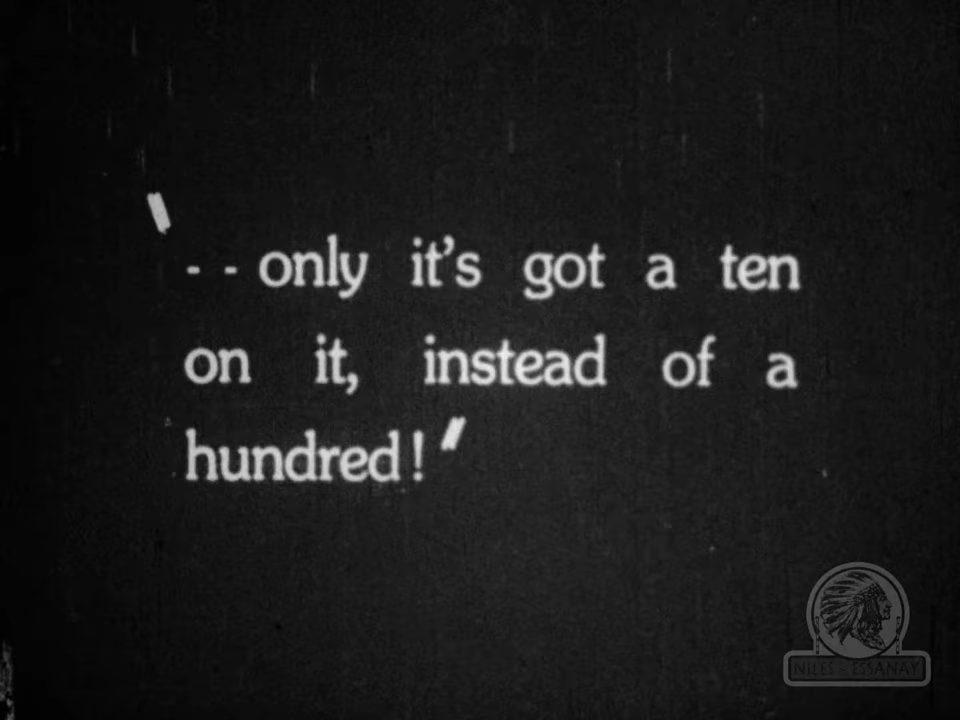 "-- only it's got a ten
on it, instead of a
hundred!"
NILES - ESSANAY